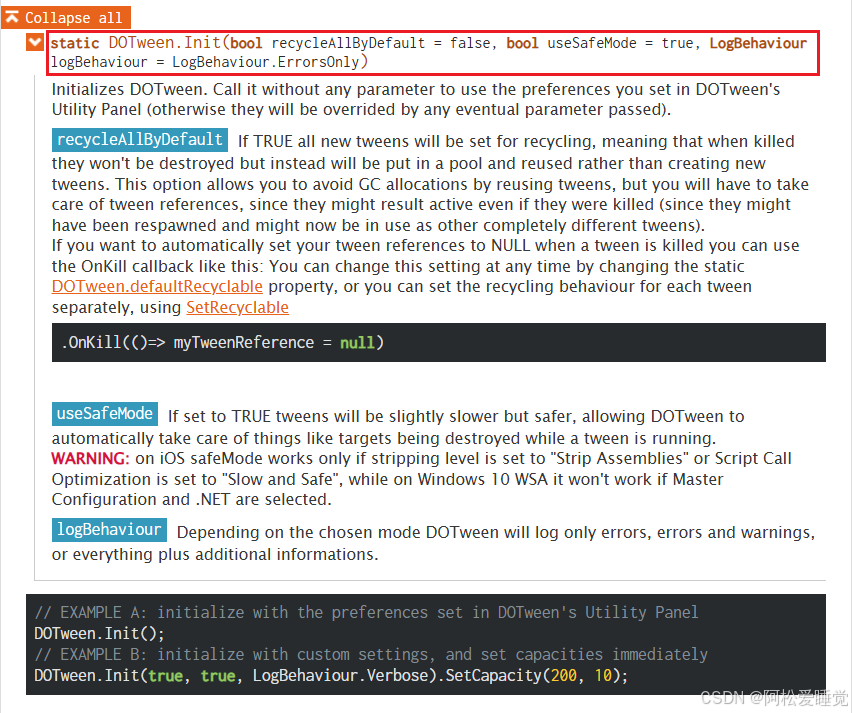 Collapse all
static DOTween.Init(bool recycleAllByDefault = false, bool useSafeMode = true, LogBehaviour
logBehaviour = LogBehaviour.ErrorsOnly)
Initializes DOTween. Call it without any parameter to use the preferences you set in DOTween's
Utility Panel (otherwise they will be overrided by any eventual parameter passed).
recycleAllByDefault If TRUE all new tweens will be set for recycling, meaning that when killed
they won't be destroyed but instead will be put in a pool and reused rather than creating new
tweens. This option allows you to avoid GC allocations by reusing tweens, but you will have to take
care of tween references, since they might result active even if they were killed (since they might
have been respawned and might now be in use as other completely different tweens).
If you want to automatically set your tween references to NULL when a tween is killed you can use
the OnKill callback like this: You can change this setting at any time by changing the static
DOTween.defaultRecyclable property, or you can set the recycling behaviour for each tween
separately, using SetRecyclable
.OnKill(()=> myTweenReference = null)
useSafeMode If set to TRUE tweens will be slightly slower but safer, allowing DOTween to
automatically take care of things like targets being destroyed while a tween is running.
WARNING: on iOS safeMode works only if stripping level is set to "Strip Assemblies" or Script Call
Optimization is set to "Slow and Safe", while on Windows 10 WSA it won't work if Master
Configuration and .NET are selected.
logBehaviour Depending on the chosen mode DOTween will log only errors, errors and warnings,
or everything plus additional informations.
// EXAMPLE A: initialize with the preferences set in DOTween's Utility Panel
DOTween.Init();
// EXAMPLE B: initialize with custom settings, and set capacities immediately
DOTween.Init(true, true, LogBehaviour.Verbose).SetCapacity(200, 10);
CSDN @阿松爱睡觉